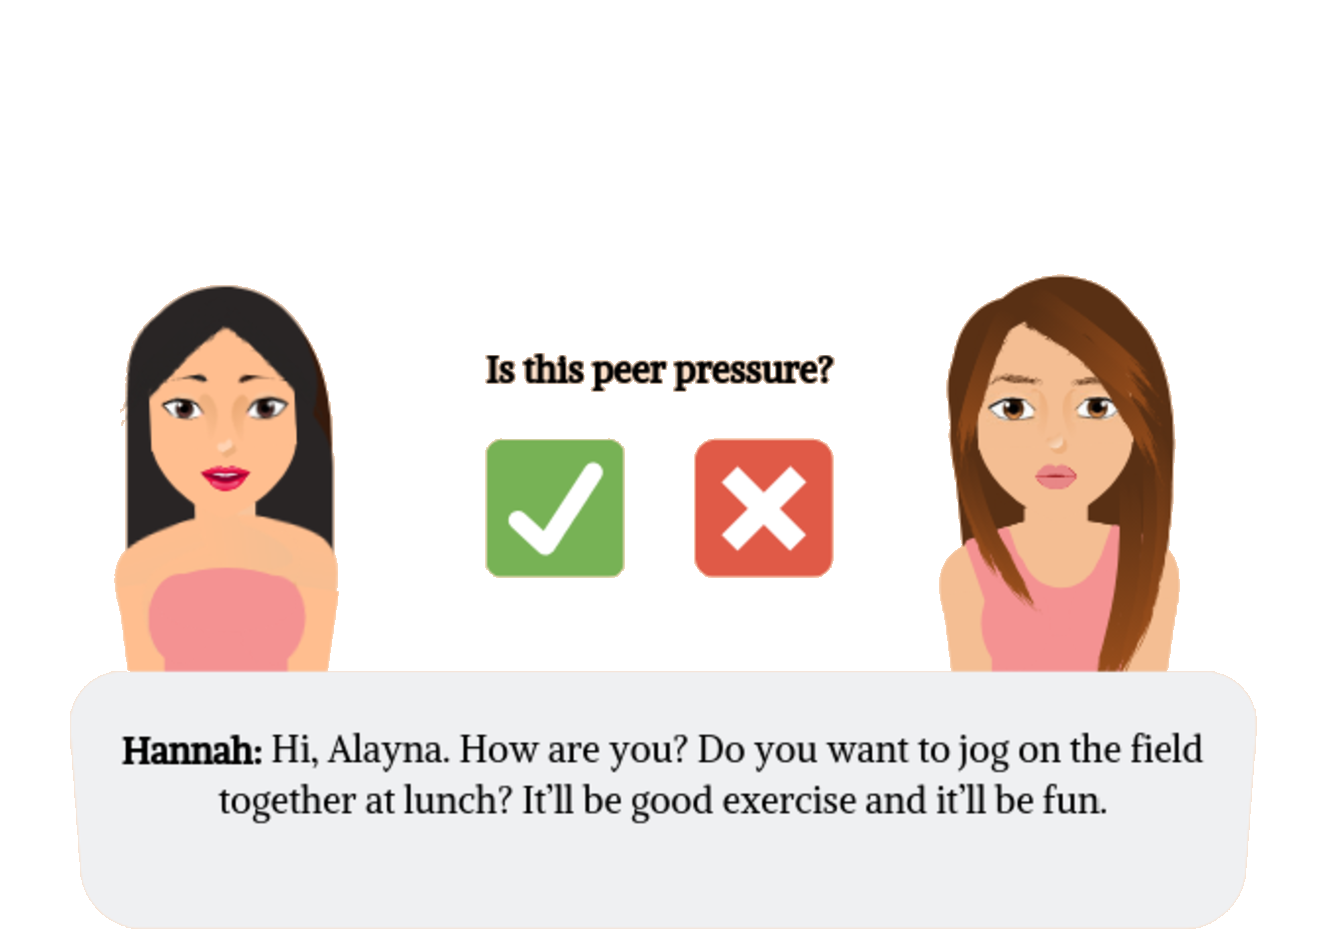 Is this peer pressure?
Hannah: Hi, Alayna. How are you? Do you want to jog on the field
together at lunch? It’ll be good exercise and it’ll be fun.